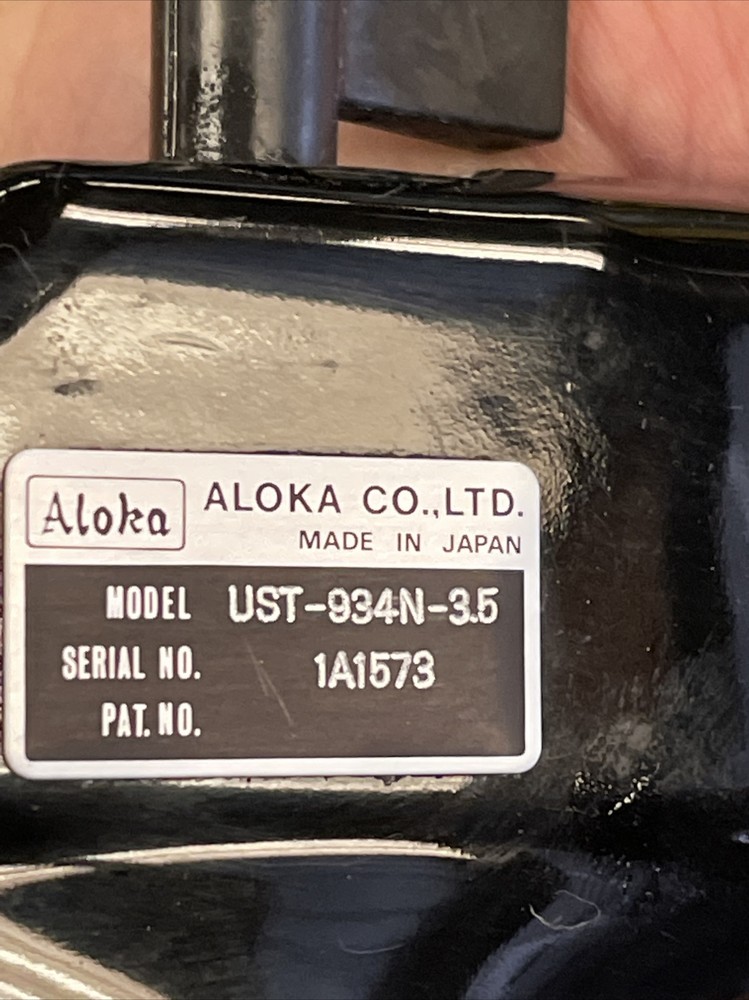 Aloka
ALOKA CO.,LTD.
MADE IN JAPAN
MODEL UST-934N-3.5
SERIAL NO. 1A1573
PAT. NO.